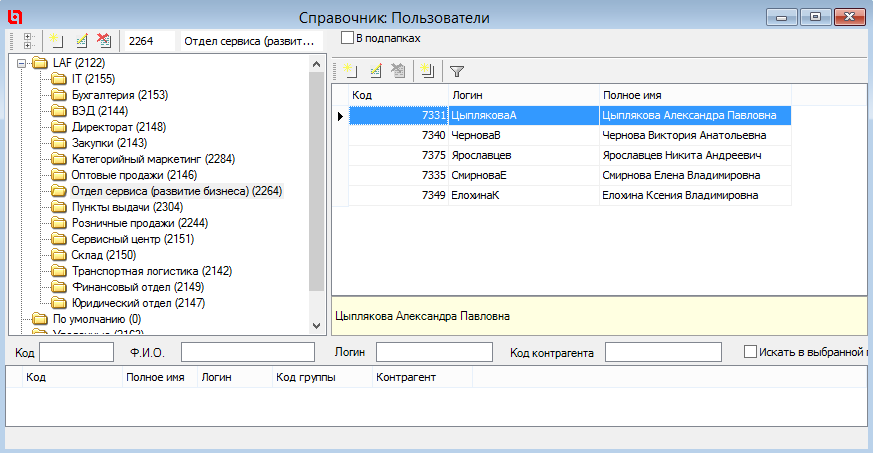 Справочник: Пользователи
2264 Отдел сервиса (развит...
В подпапках
LAF (2122)
IT (2155)
Бухгалтерия (2153)
ВЭД (2144)
Директорат (2148)
Закупки (2143)
Категорийный маркетинг (2284)
Оптовые продажи (2146)
Отдел сервиса (развитие бизнеса) (2264)
Пункты выдачи (2304)
Розничные продажи (2244)
Сервисный центр (2151)
Склад (2150)
Транспортная логистика (2142)
Финансовый отдел (2149)
Юридический отдел (2147)
По умолчанию (0)
Код Логин Полное имя
7331 ЦыпляковаА Цыплякова Александра Павловна
7340 ЧерноваВ Чернова Виктория Анатольевна
7375 Ярославцев Ярославцев Никита Андреевич
7335 СмирноваЕ Смирнова Елена Владимировна
7349 ЕлохинаК Елохина Ксения Владимировна
Цыплякова Александра Павловна
Код Ф.И.О. Логин Код контрагента Искать в выбранной
Код Полное имя Логин Код группы Контрагент